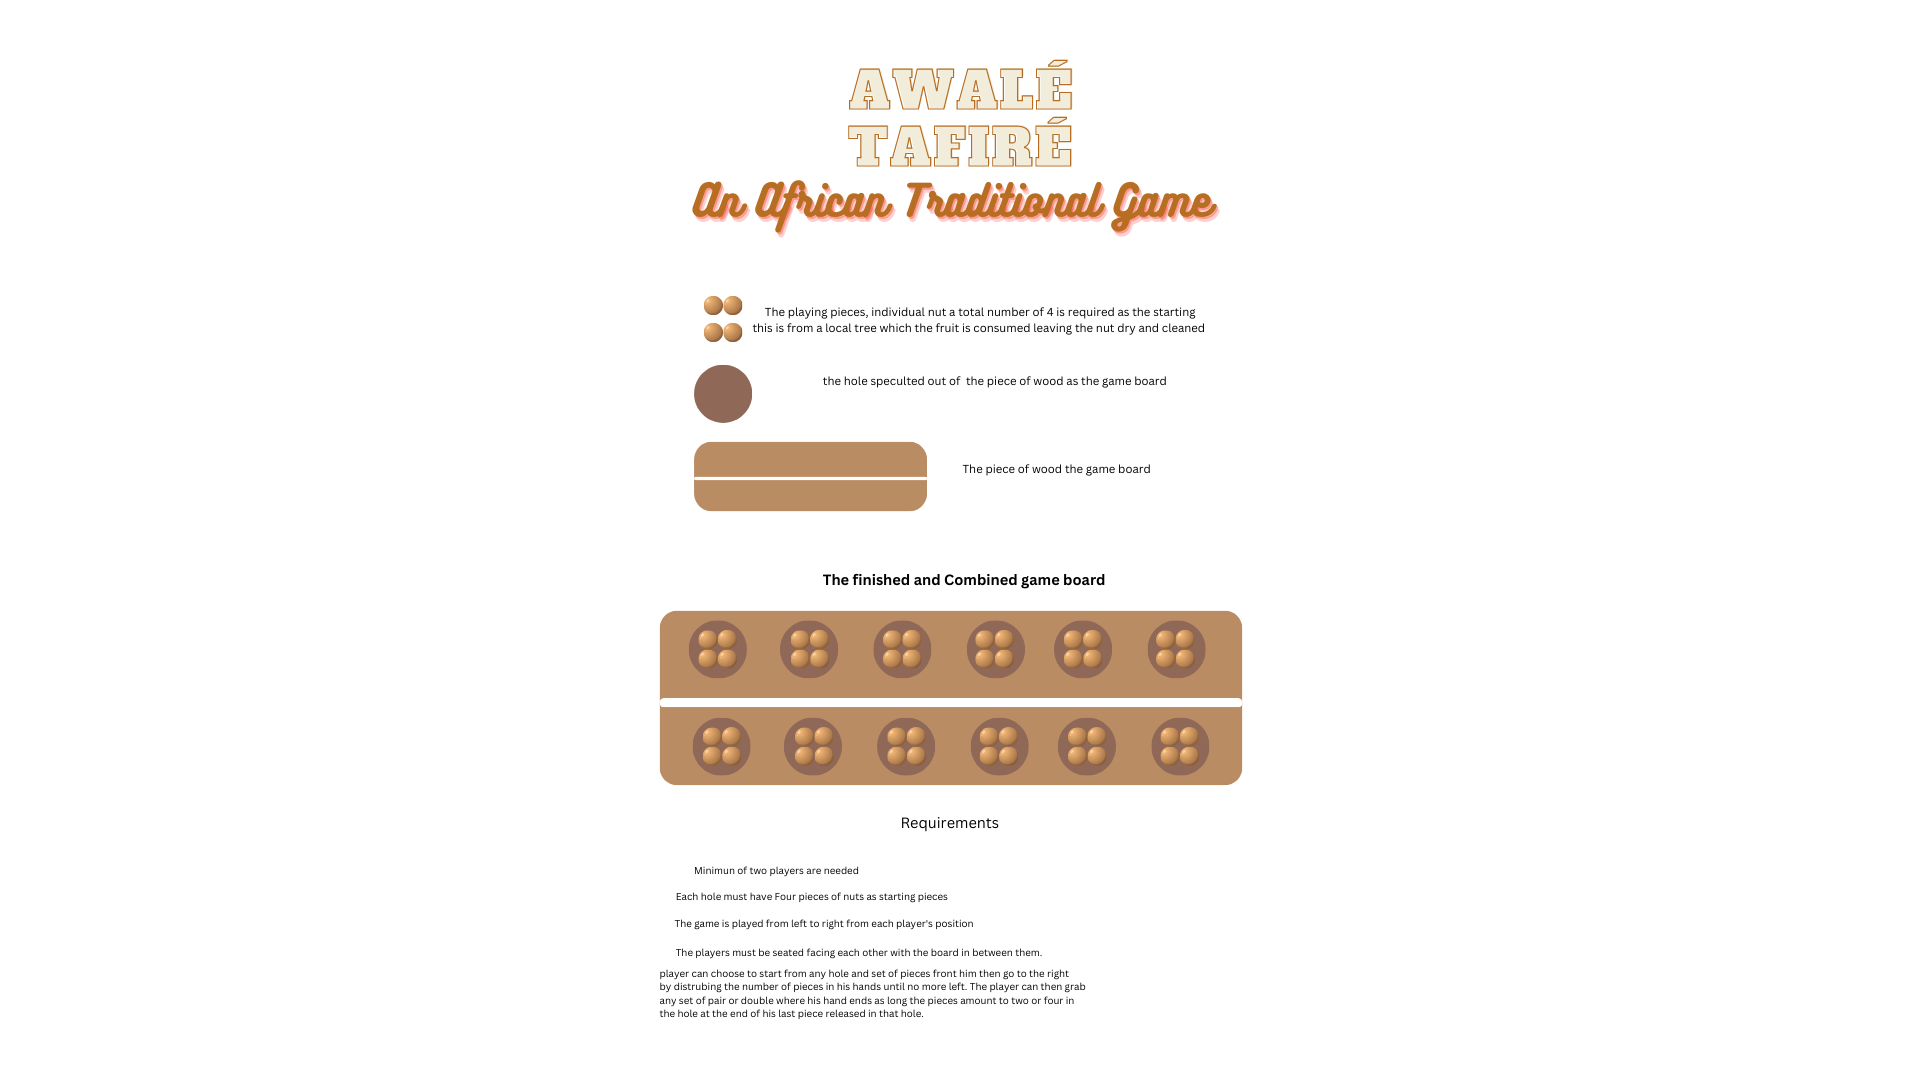 AWALÉ
TAFIRÉ
An African Traditional Game
The playing pieces, individual nut a total number of 4 is required as the starting
this is from a local tree which the fruit is consumed leaving the nut dry and cleaned
the hole speculted out of  the piece of wood as the game board
The piece of wood the game board
The finished and Combined game board
Requirements
Minimun of two players are needed
Each hole must have Four pieces of nuts as starting pieces
The game is played from left to right from each player's position
The players must be seated facing each other with the board in between them.
player can choose to start from any hole and set of pieces front him then go to the right
by distrubing the number of pieces in his hands until no more left. The player can then grab
any set of pair or double where his hand ends as long the pieces amount to two or four in
the hole at the end of his last piece released in that hole.